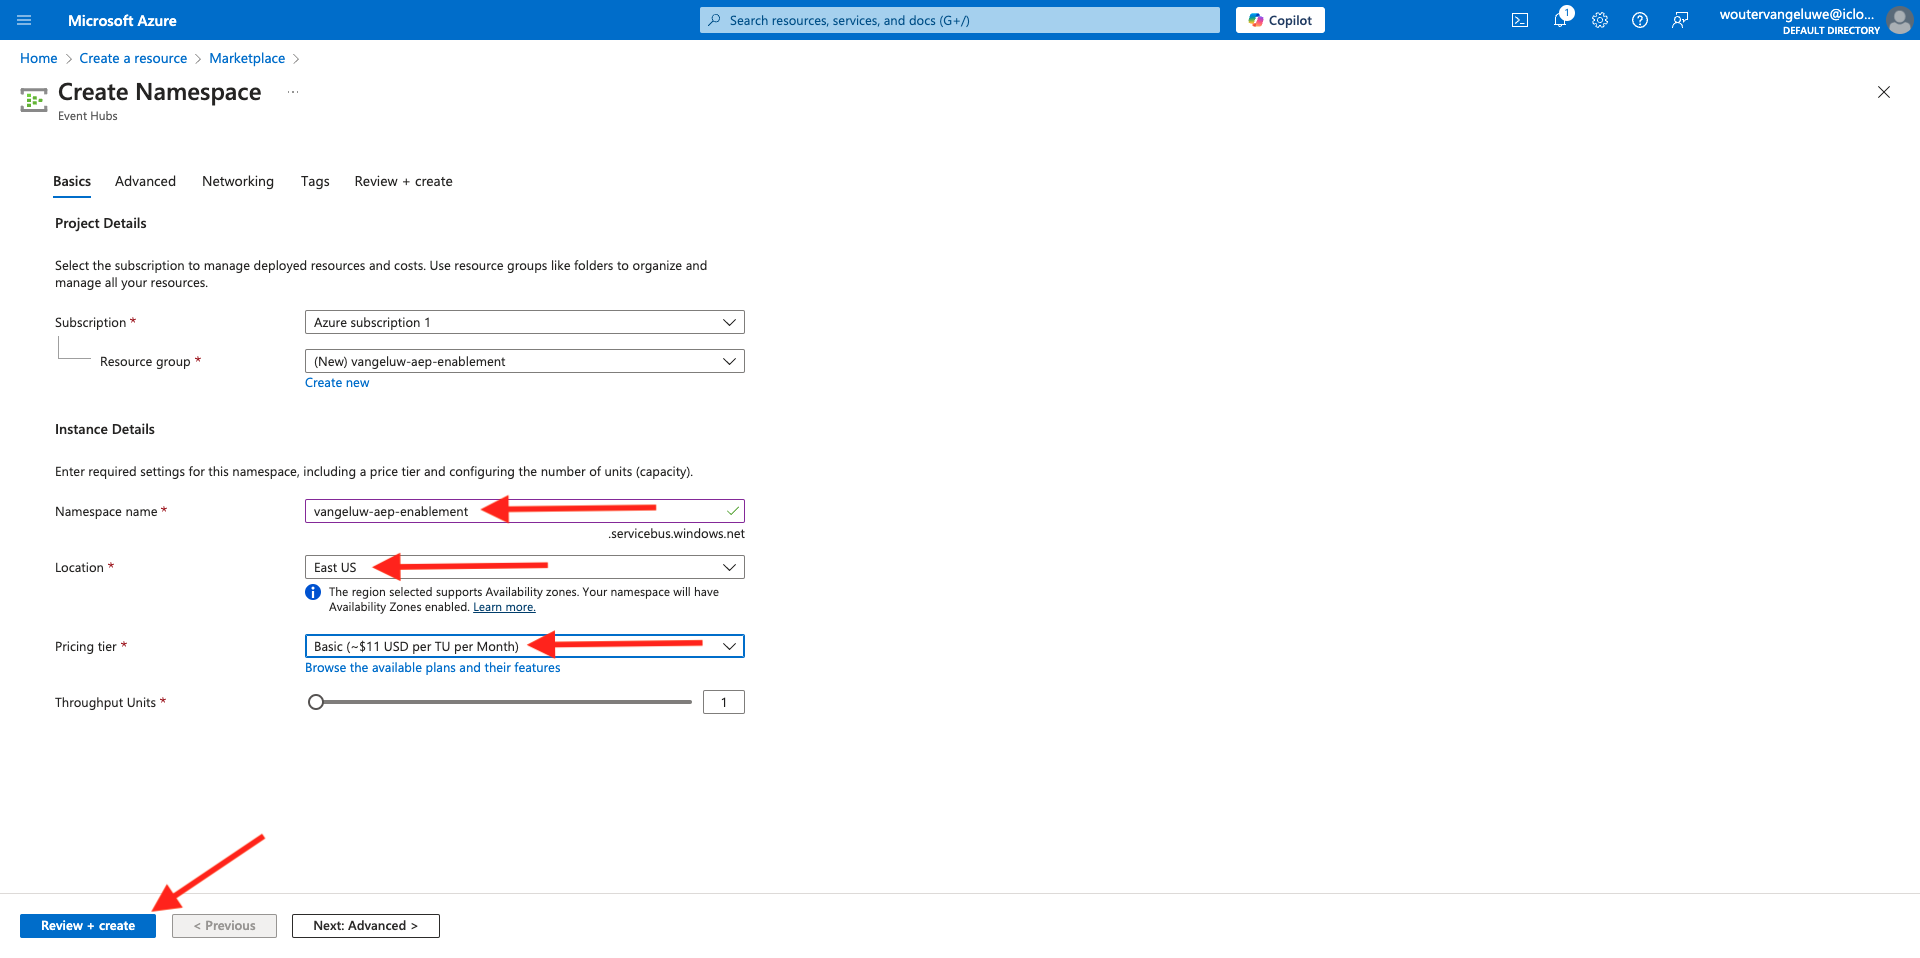 Microsoft Azure
Search resources, services, and docs (G+/)
Copilot
1
woutervangeluwe@iclo...
DEFAULT DIRECTORY
Home > Create a resource > Marketplace >
Create Namespace ...
Event Hubs
Basics Advanced Networking Tags Review + create
Project Details
Select the subscription to manage deployed resources and costs. Use resource groups like folders to organize and
manage all your resources.
Subscription *
Azure subscription 1
Resource group *
(New) vangeluw-aep-enablement
Create new
Instance Details
Enter required settings for this namespace, including a price tier and configuring the number of units (capacity).
Namespace name *
vangeluw-aep-enablement
.servicebus.windows.net
Location *
East US
The region selected supports Availability zones. Your namespace will have
Availability Zones enabled. Learn more.
Pricing tier *
Basic (~$11 USD per TU per Month)
Browse the available plans and their features
Throughput Units *
1
Review + create
< Previous
Next: Advanced >